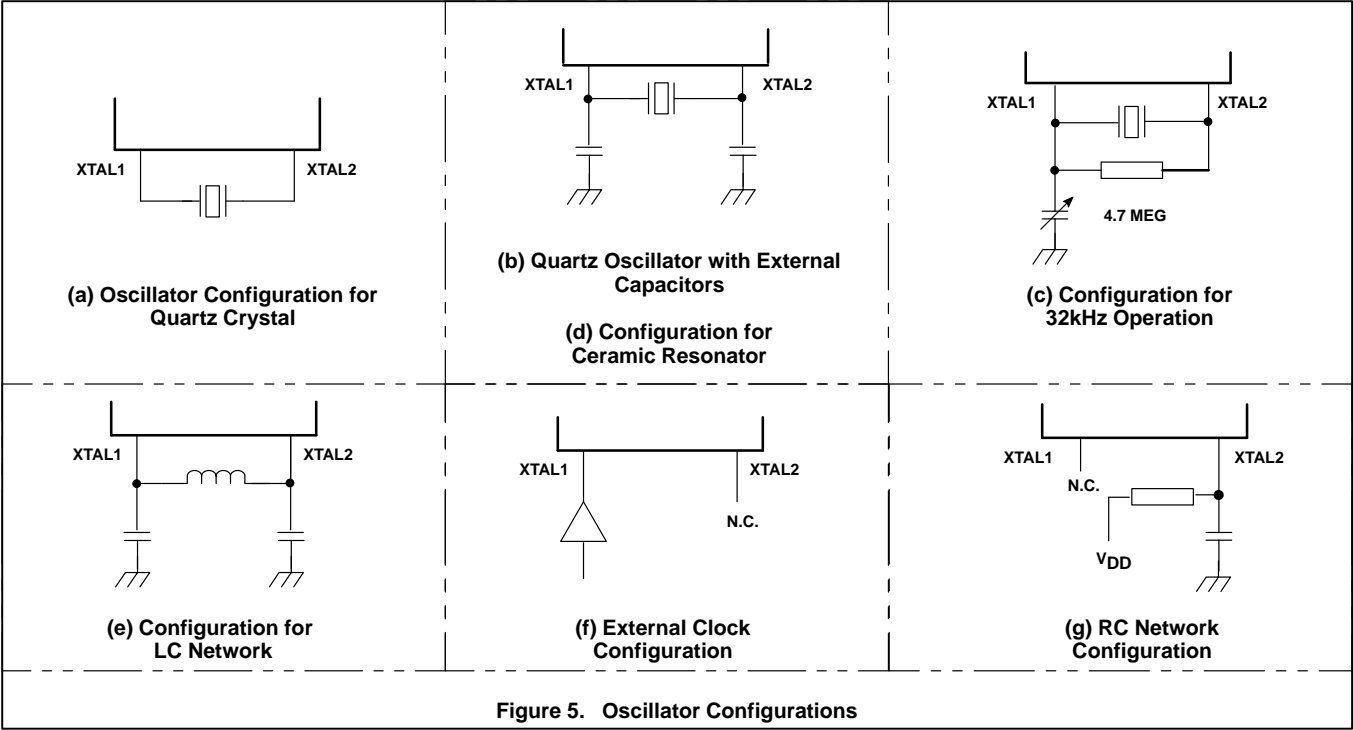 XTAL1
XTAL2
(a) Oscillator Configuration for
Quartz Crystal
XTAL1
XTAL2
(b) Quartz Oscillator with External
Capacitors
(d) Configuration for
Ceramic Resonator
XTAL1
XTAL2
4.7 MEG
(c) Configuration for
32kHz Operation
XTAL1
XTAL2
(e) Configuration for
LC Network
XTAL1
XTAL2
N.C.
(f) External Clock
Configuration
XTAL1
XTAL2
N.C.
VDD
(g) RC Network
Configuration
Figure 5. Oscillator Configurations